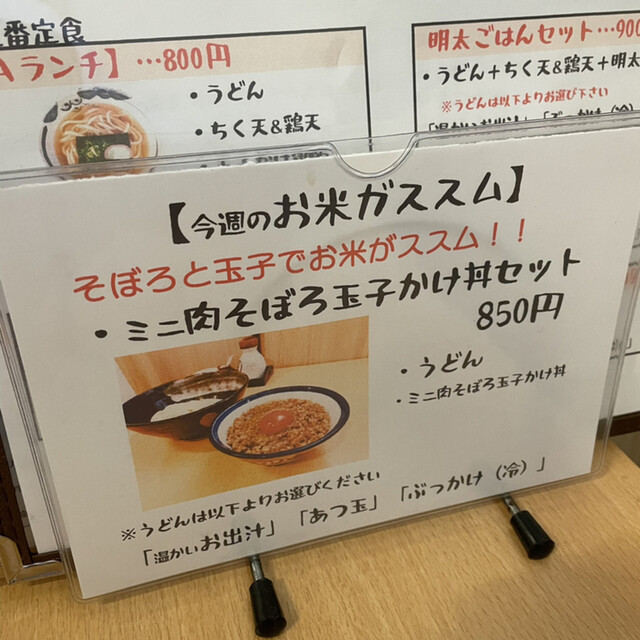 番定食
Aランチ】…800円
・うどん
・ちく天&鶏天
明太ごはんセット…900
・うどん+ちく天&鶏天+明太
※うどんは以下よりお選び下さい
【今週のお米がススム】
そぼろと玉子でお米がススム！！
・ミニ肉そぼろ玉子かけ丼セット
850円
・うどん
・ミニ肉そぼろ玉子かけ丼
※うどんは以下よりお選びください
「温かいお出汁」「あつ玉」「ぶっかけ（冷）」